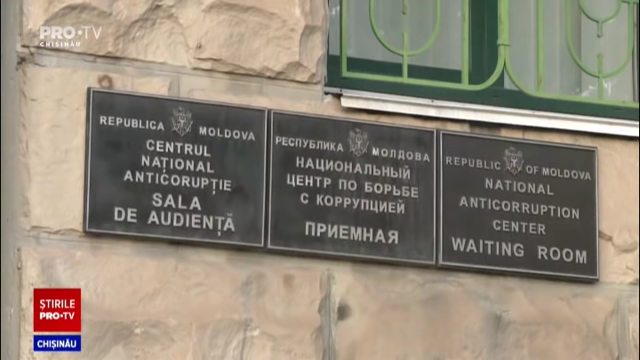 PRO•TV
CHIȘINĂU
REPUBLICA MOLDOVA
CENTRUL
NAȚIONAL
ANTICORUPȚIE
SALA
DE AUDIENȚĂ
РЕСПУБЛИКА МОЛДОВА
НАЦИОНАЛЬНЫЙ
ЦЕНТР ПО БОРЬБЕ
С КОРРУПЦИЕЙ
ПРИЕМНАЯ
REPUBLIC OF MOLDOVA
NATIONAL
ANTICORRUPTION
CENTER
WAITING ROOM
ȘTIRILE
PRO•TV
CHIȘINĂU